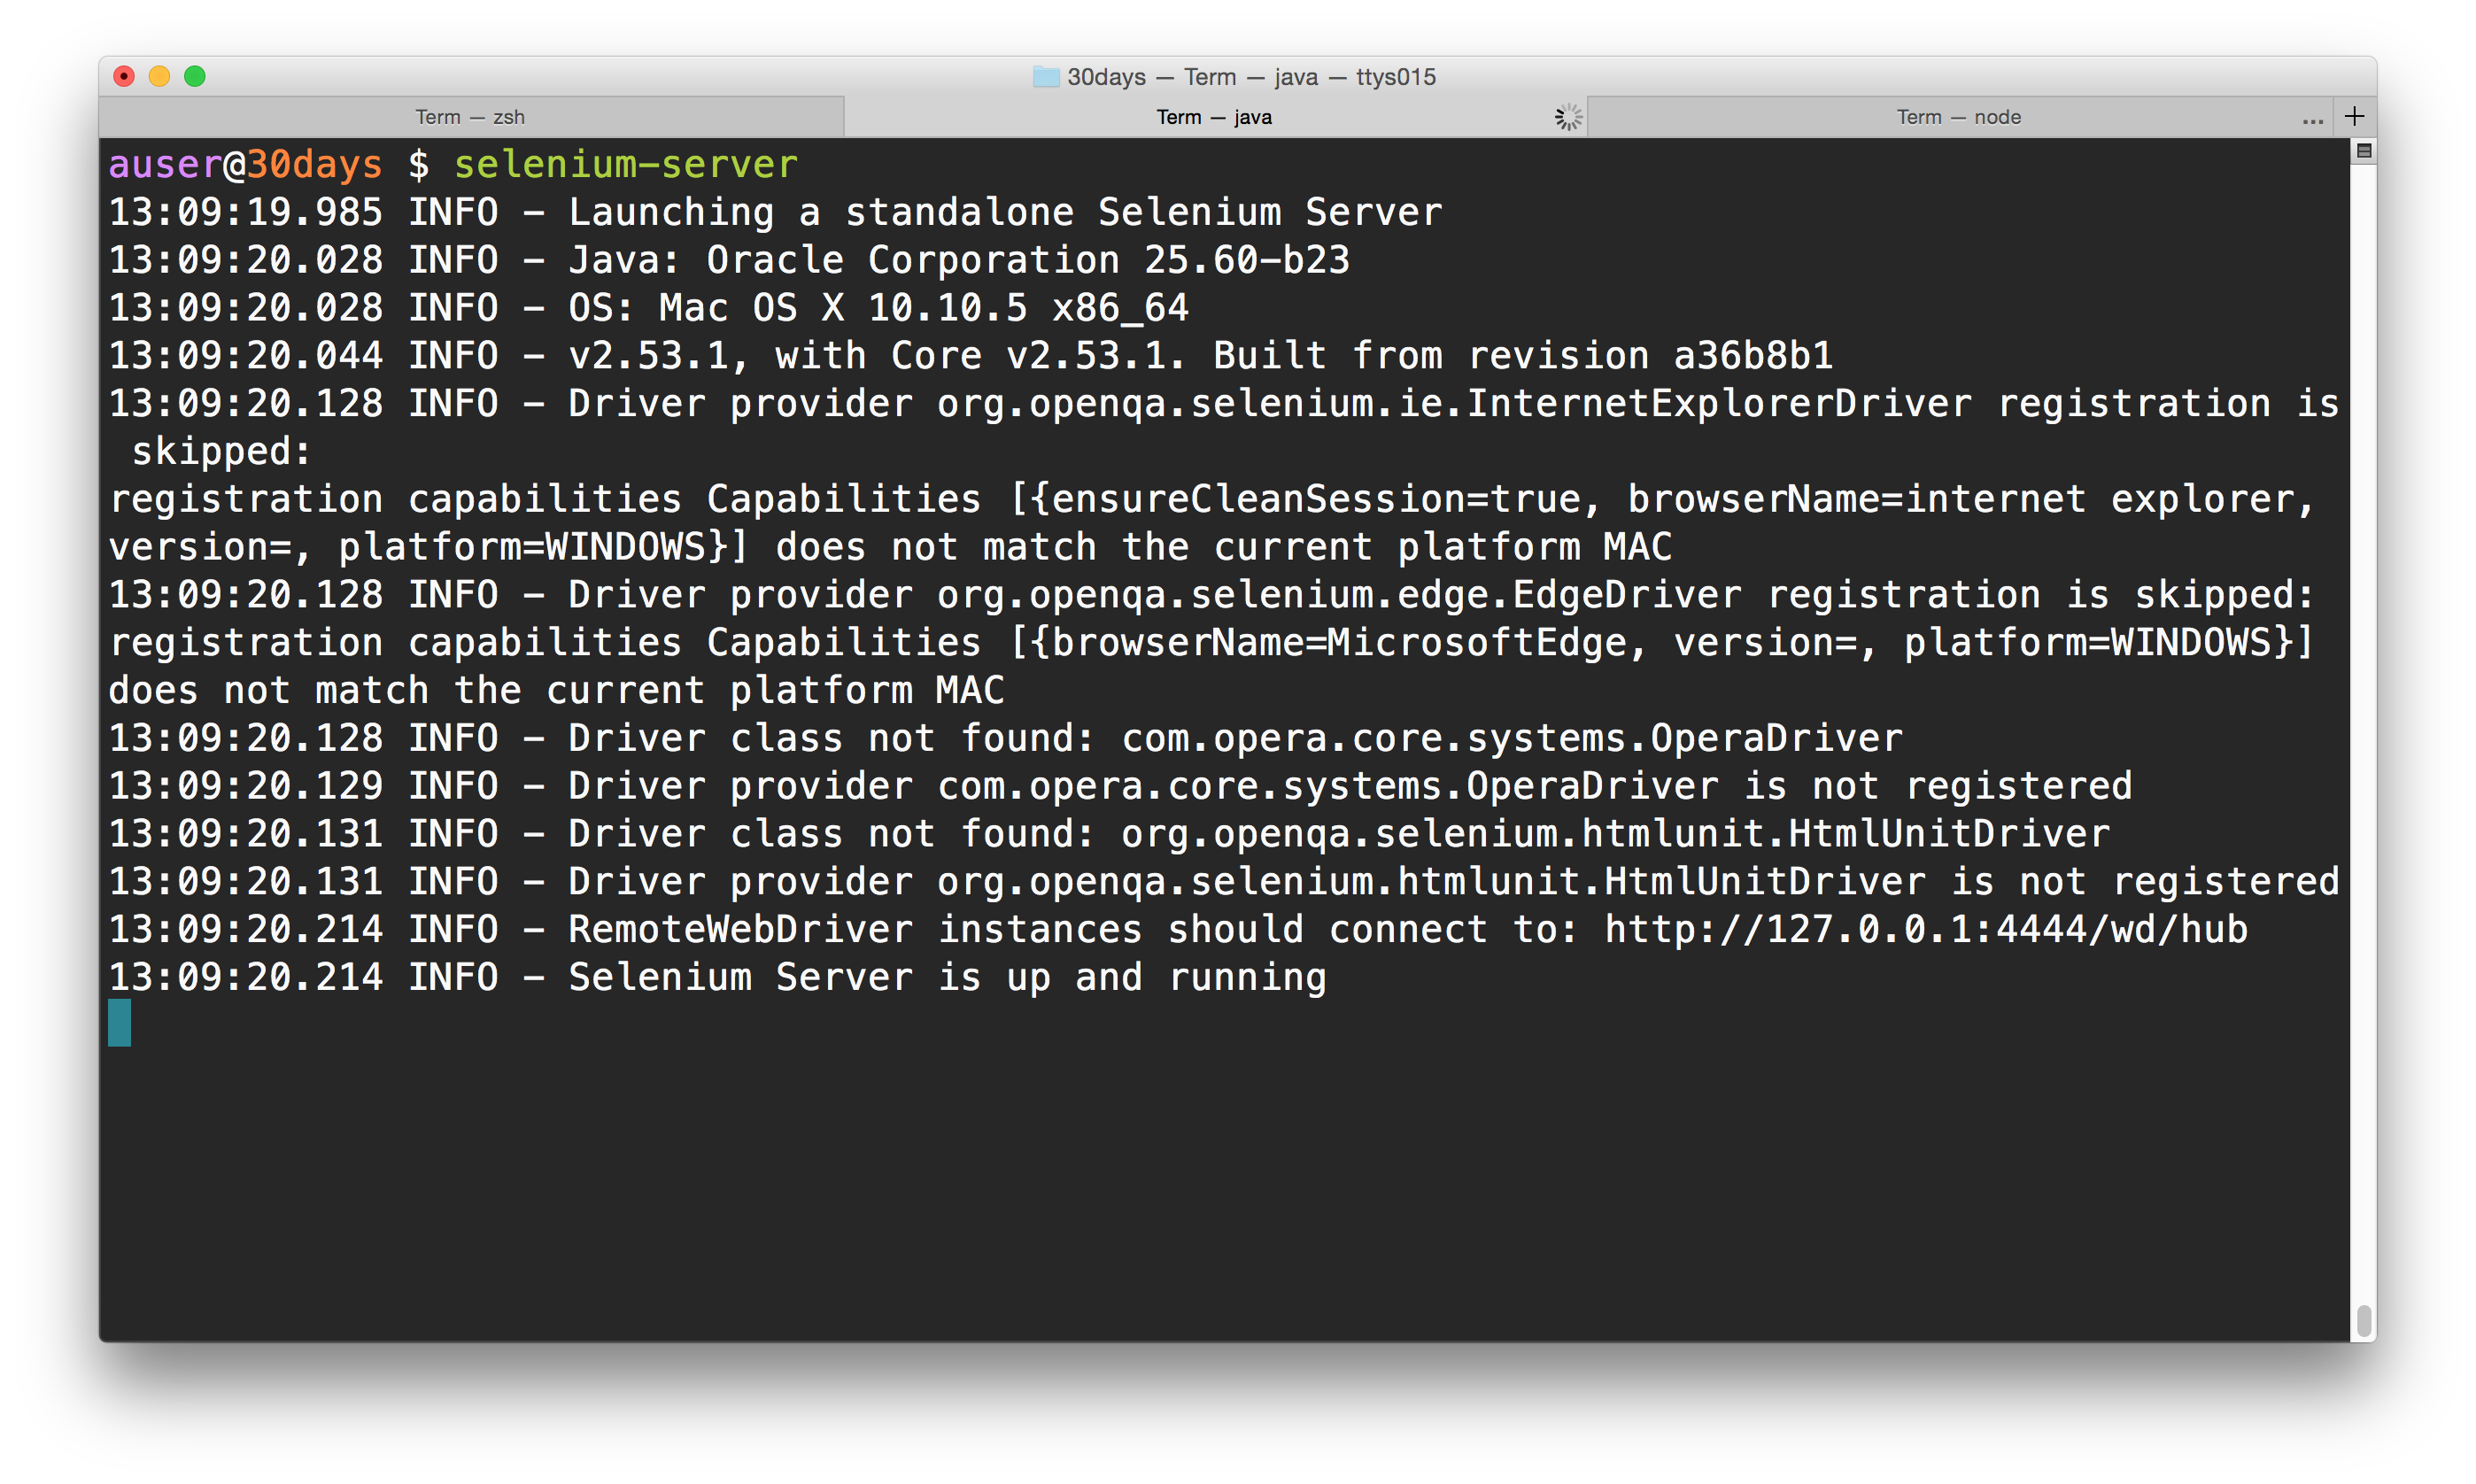 30days — Term — java — ttys015
Term — zsh
Term — java
Term — node
...
+
auser@30days $ selenium-server
13:09:19.985 INFO - Launching a standalone Selenium Server
13:09:20.028 INFO - Java: Oracle Corporation 25.60-b23
13:09:20.028 INFO - OS: Mac OS X 10.10.5 x86_64
13:09:20.044 INFO - v2.53.1, with Core v2.53.1. Built from revision a36b8b1
13:09:20.128 INFO - Driver provider org.openqa.selenium.ie.InternetExplorerDriver registration is
 skipped:
registration capabilities Capabilities [{ensureCleanSession=true, browserName=internet explorer,
version=, platform=WINDOWS}] does not match the current platform MAC
13:09:20.128 INFO - Driver provider org.openqa.selenium.edge.EdgeDriver registration is skipped:
registration capabilities Capabilities [{browserName=MicrosoftEdge, version=, platform=WINDOWS}]
does not match the current platform MAC
13:09:20.128 INFO - Driver class not found: com.opera.core.systems.OperaDriver
13:09:20.129 INFO - Driver provider com.opera.core.systems.OperaDriver is not registered
13:09:20.131 INFO - Driver class not found: org.openqa.selenium.htmlunit.HtmlUnitDriver
13:09:20.131 INFO - Driver provider org.openqa.selenium.htmlunit.HtmlUnitDriver is not registered
13:09:20.214 INFO - RemoteWebDriver instances should connect to: http://127.0.0.1:4444/wd/hub
13:09:20.214 INFO - Selenium Server is up and running